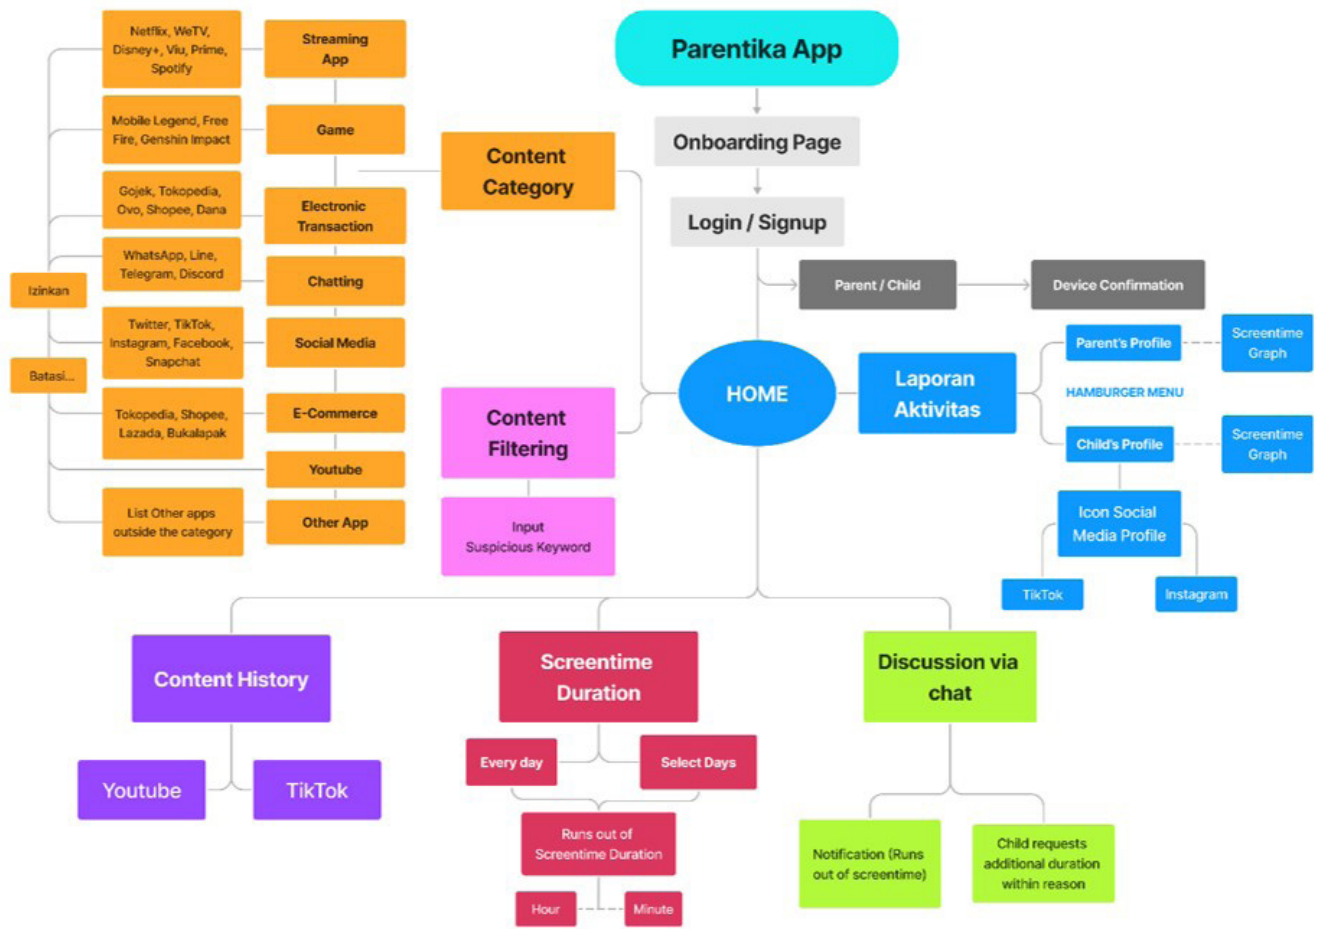 Parentika App
Onboarding Page
Login / Signup
Parent / Child
Device Confirmation
HOME
Content
Category
Streaming
App
Netflix, WeTV,
Disney+, Viu, Prime,
Spotify
Game
Mobile Legend, Free
Fire, Genshin Impact
Electronic
Transaction
Gojek, Tokopedia,
Ovo, Shopee, Dana
Chatting
WhatsApp, Line,
Telegram, Discord
Social Media
Twitter, TikTok,
Instagram, Facebook,
Snapchat
E-Commerce
Tokopedia, Shopee,
Lazada, Bukalapak
Youtube
Other App
List Other apps
outside the category
Izinkan
Batasi...
Content
Filtering
Input
Suspicious Keyword
Laporan
Aktivitas
Parent's Profile
Screentime
Graph
HAMBURGER MENU
Child's Profile
Screentime
Graph
Icon Social
Media Profile
TikTok
Instagram
Content History
Youtube
TikTok
Screentime
Duration
Every day
Select Days
Runs out of
Screentime Duration
Hour
Minute
Discussion via
chat
Notification (Runs
out of screentime)
Child requests
additional duration
within reason